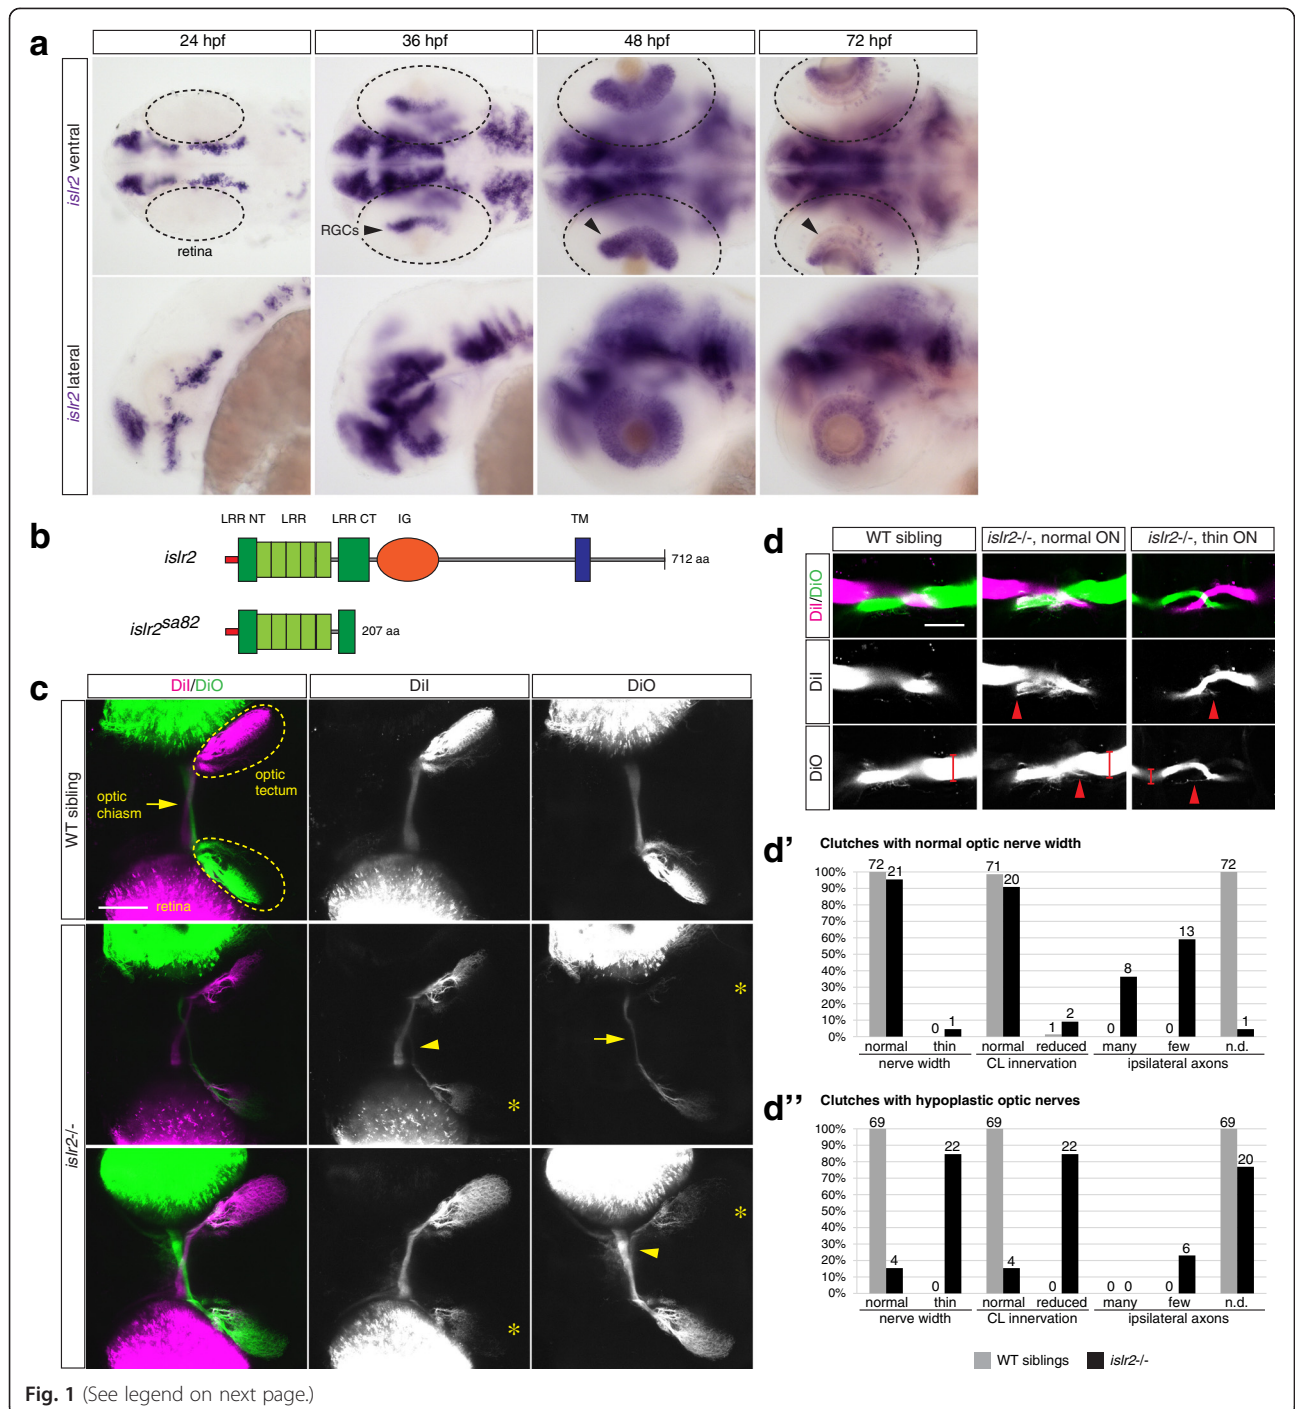 a
24 hpf
36 hpf
48 hpf
72 hpf
islr2 ventral
RGCs
retina
islr2 lateral
b
LRR NT
LRR
LRR CT
IG
TM
islr2
712 aa
islr2sa82
207 aa
c
DiI/DiO
DiI
DiO
WT sibling
optic
chiasm
optic
tectum
retina
islr2-/-
*
*
*
*
d
WT sibling
islr2-/-, normal ON
islr2-/-, thin ON
DiI/DiO
DiI
DiO
d'
Clutches with normal optic nerve width
100%
90%
80%
70%
60%
50%
40%
30%
20%
10%
0%
72
21
0
1
71
20
1
2
0
8
0
13
72
1
normal
thin
normal
reduced
many
few
n.d.
nerve width
CL innervation
ipsilateral axons
d''
Clutches with hypoplastic optic nerves
100%
90%
80%
70%
60%
50%
40%
30%
20%
10%
0%
69
4
0
22
69
4
0
22
0
0
0
6
69
20
normal
thin
normal
reduced
many
few
n.d.
nerve width
CL innervation
ipsilateral axons
WT siblings
islr2-/-
Fig. 1 (See legend on next page.)